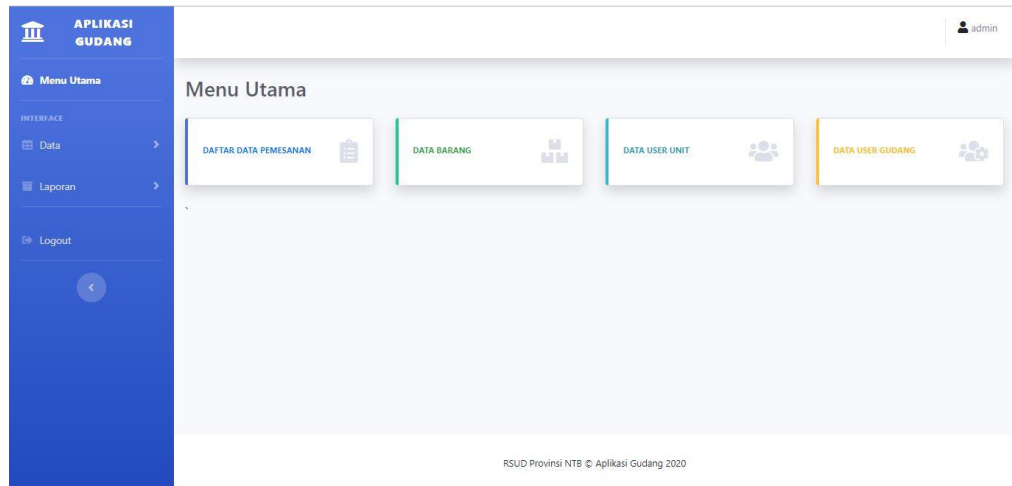 APLIKASI
GUDANG
admin
Menu Utama
Menu Utama
INTERFACE
Data
Laporan
Logout
DAFTAR DATA PEMESANAN
DATA BARANG
DATA USER UNIT
DATA USER GUDANG
`
RSUD Provinsi NTB © Aplikasi Gudang 2020